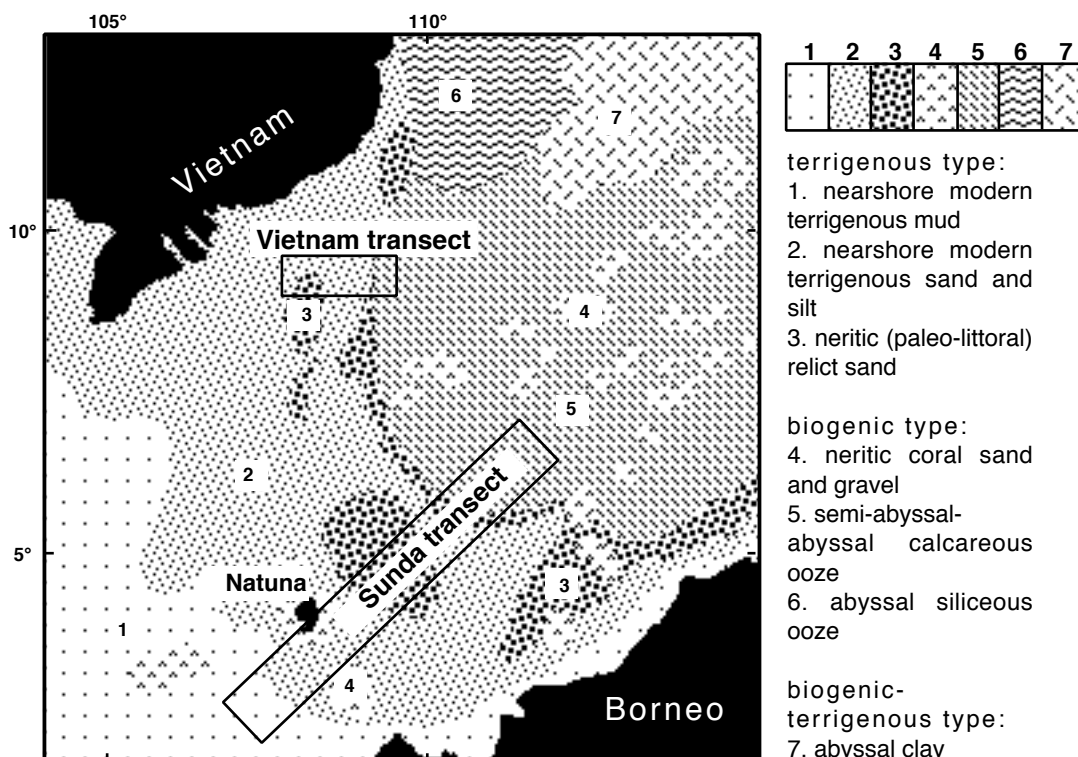 105°
110°
10°
5°
Vietnam
6
7
Vietnam transect
3
4
5
2
Sunda transect
Natuna
3
1
4
Borneo
1 2 3 4 5 6 7
terrigenous type:
1. nearshore modern
terrigenous mud
2. nearshore modern
terrigenous sand and
silt
3. neritic (paleo-littoral)
relict sand
biogenic type:
4. neritic coral sand
and gravel
5. semi-abyssal-
abyssal calcareous
ooze
6. abyssal siliceous
ooze
biogenic-
terrigenous type:
7. abyssal clay